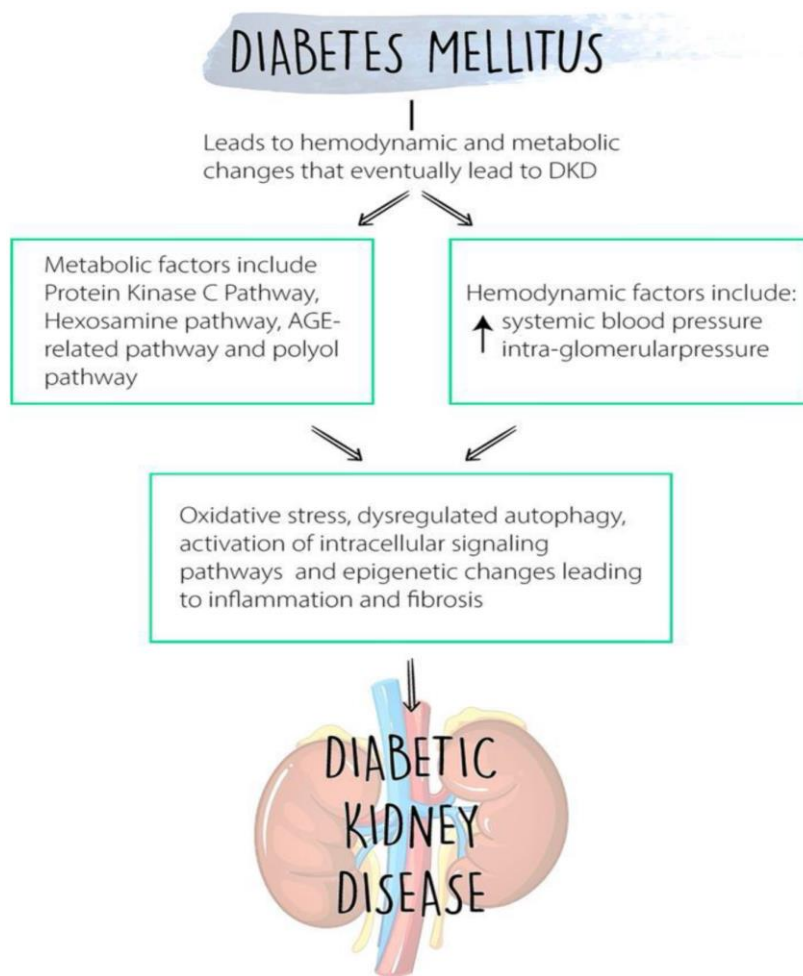 DIABETES MELLITUS
Leads to hemodynamic and metabolic
changes that eventually lead to DKD
Metabolic factors include
Protein Kinase C Pathway,
Hexosamine pathway, AGE-
related pathway and polyol
pathway
Hemodynamic factors include:
systemic blood pressure
intra-glomerularpressure
Oxidative stress, dysregulated autophagy,
activation of intracellular signaling
pathways and epigenetic changes leading
to inflammation and fibrosis
DIABETIC
KIDNEY
DISEASE